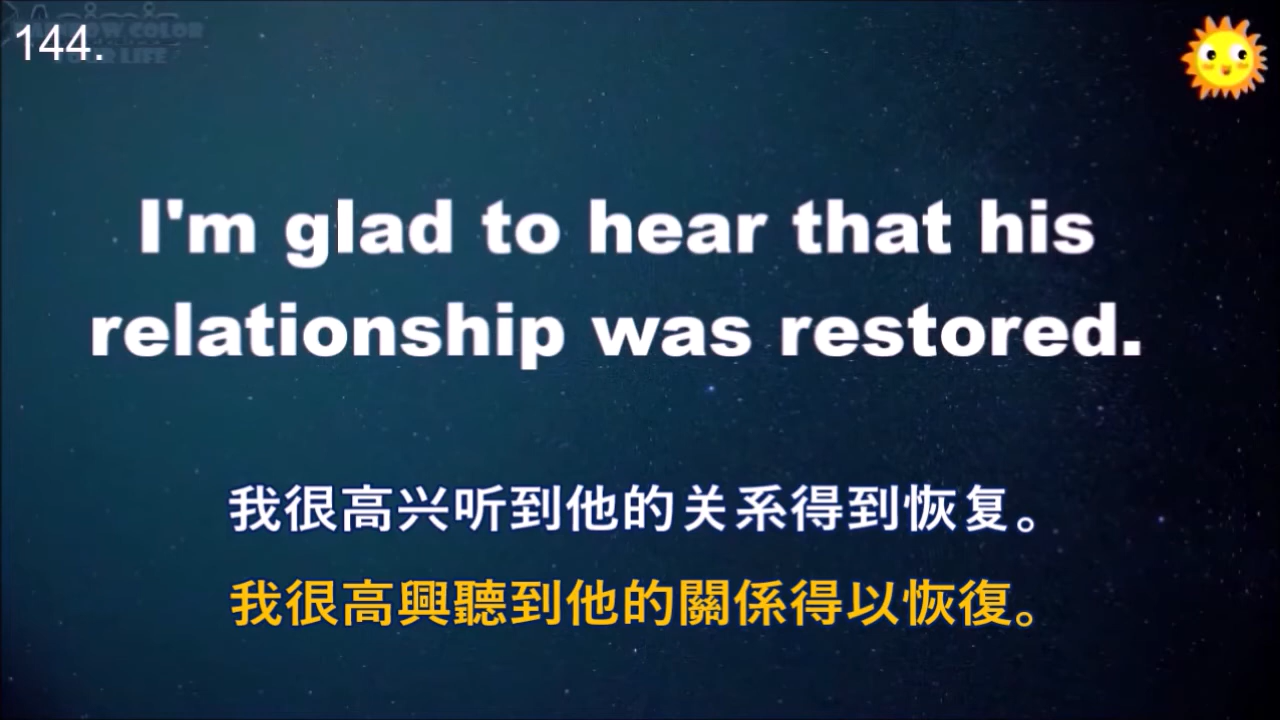 144.
I'm glad to hear that his
relationship was restored.
我很高兴听到他的关系得到恢复。
我很高興聽到他的關係得以恢復。